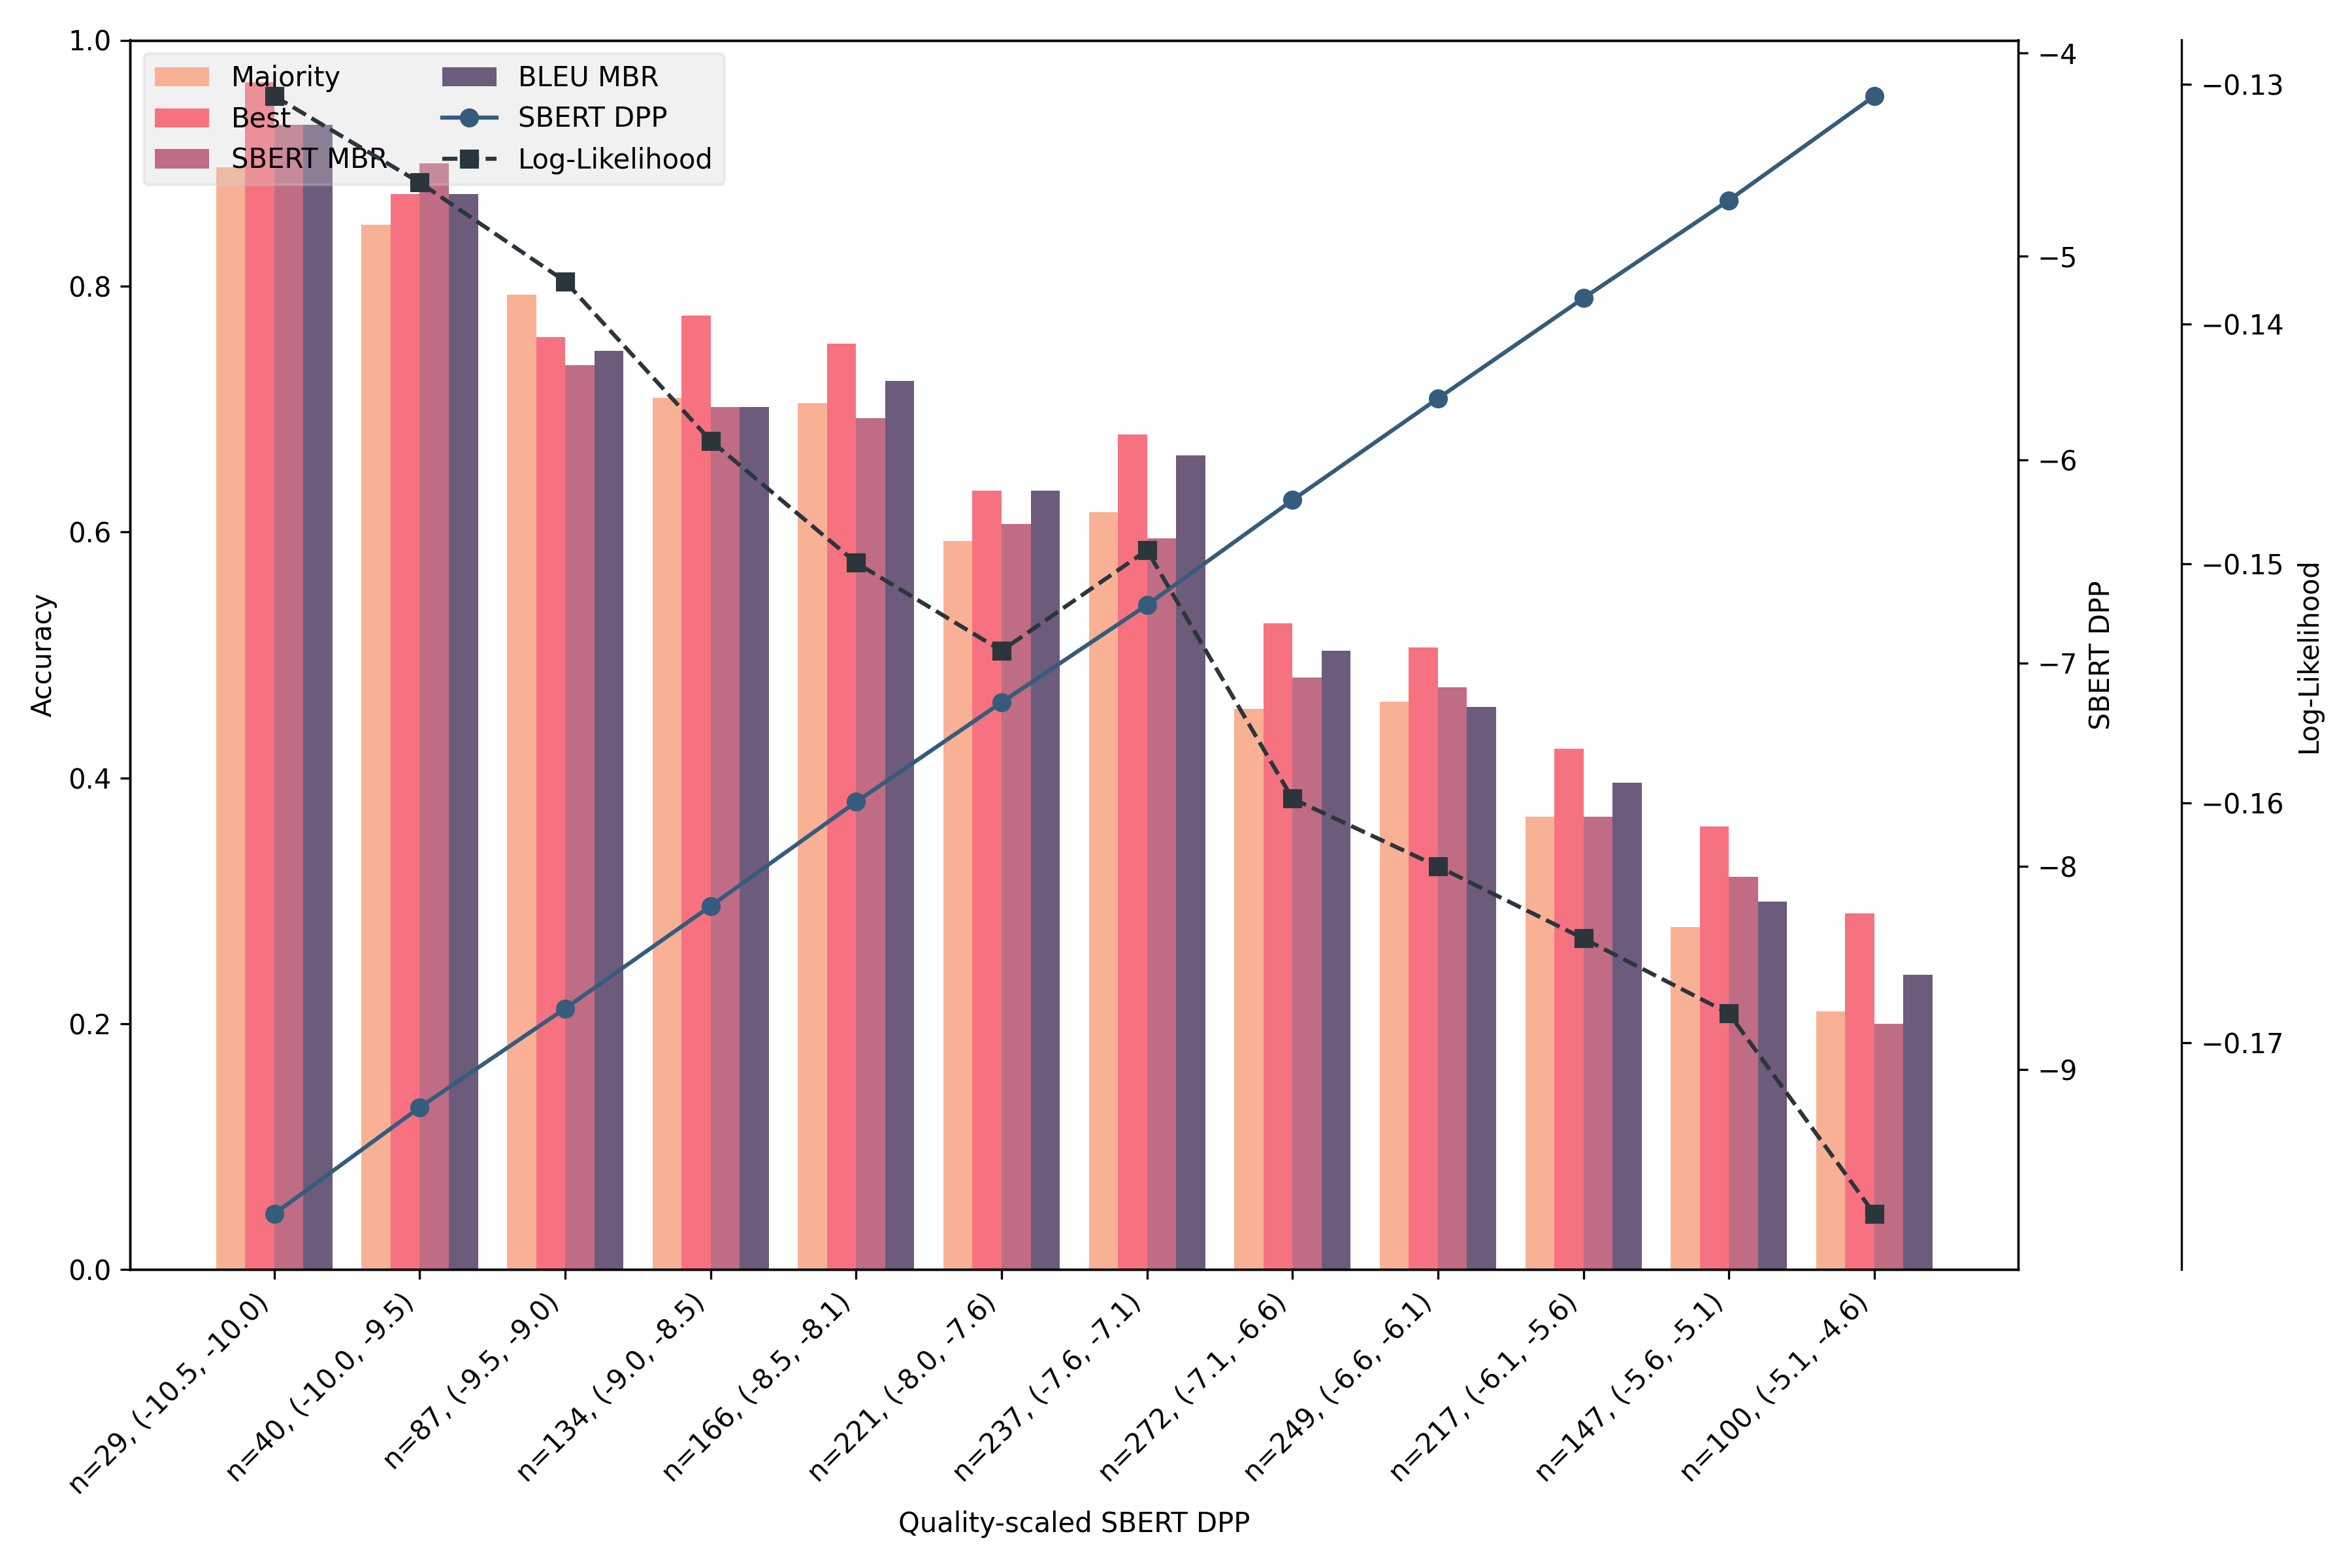 Majority
Best
SBERT MBR
BLEU MBR
SBERT DPP
Log-Likelihood
Accuracy
1.0
0.8
0.6
0.4
0.2
0.0
−4
−5
−6
−7
−8
−9
SBERT DPP
−0.13
−0.14
−0.15
−0.16
−0.17
Log-Likelihood
n=29, (-10.5, -10.0)
n=40, (-10.0, -9.5)
n=87, (-9.5, -9.0)
n=134, (-9.0, -8.5)
n=166, (-8.5, -8.1)
n=221, (-8.0, -7.6)
n=237, (-7.6, -7.1)
n=272, (-7.1, -6.6)
n=249, (-6.6, -6.1)
n=217, (-6.1, -5.6)
n=147, (-5.6, -5.1)
n=100, (-5.1, -4.6)
Quality-scaled SBERT DPP